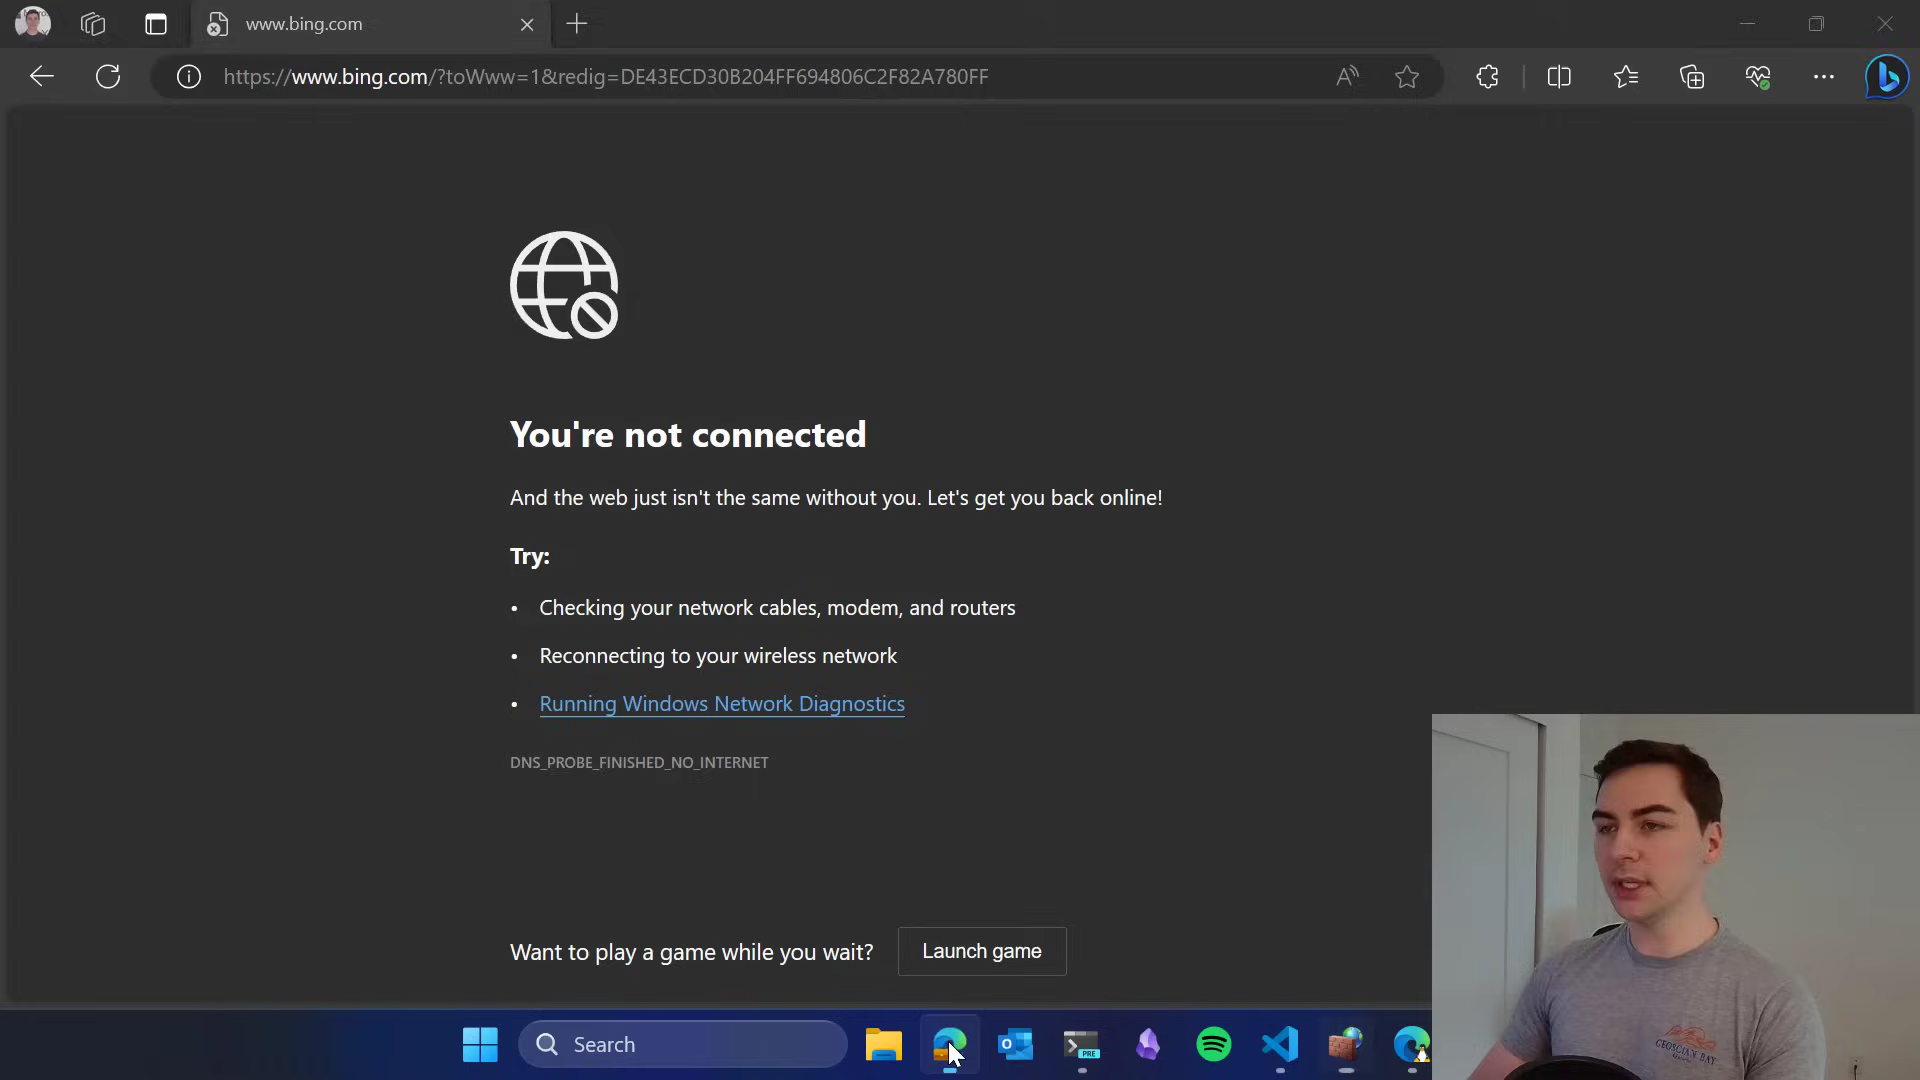 www.bing.com
https://www.bing.com/?toWww=1&redig=DE43ECD30B204FF694806C2F82A780FF
You're not connected
And the web just isn't the same without you. Let's get you back online!
Try:
• Checking your network cables, modem, and routers
• Reconnecting to your wireless network
• Running Windows Network Diagnostics
DNS_PROBE_FINISHED_NO_INTERNET
Want to play a game while you wait?
Launch game
Search
PRE
GEORGIAN BAY